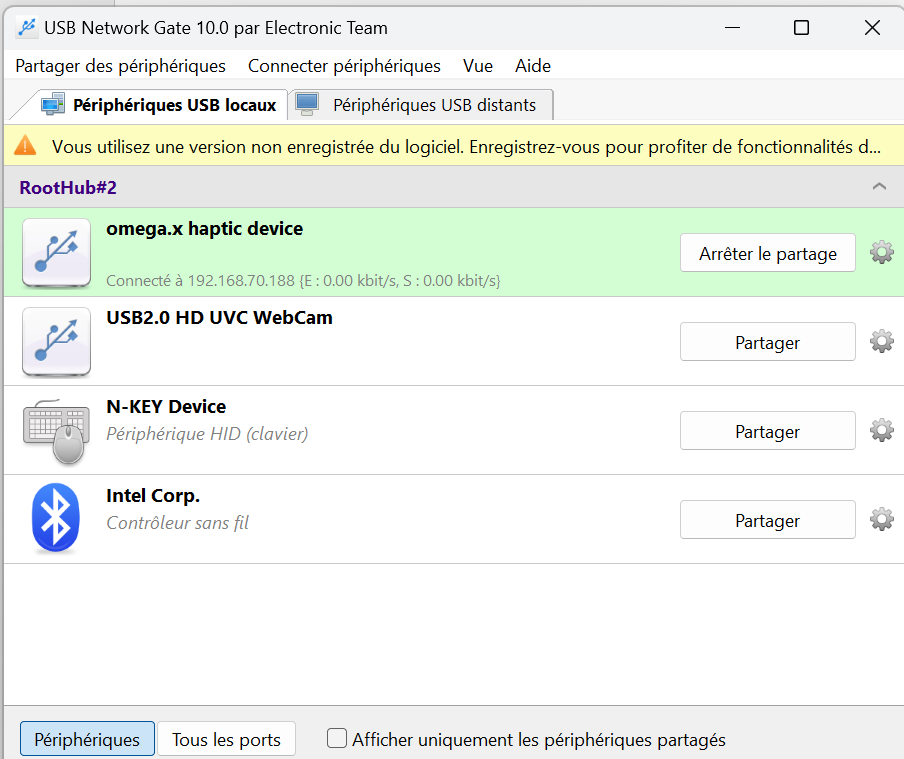 USB Network Gate 10.0 par Electronic Team
Partager des périphériques Connecter périphériques Vue Aide
Périphériques USB locaux Périphériques USB distants
Vous utilisez une version non enregistrée du logiciel. Enregistrez-vous pour profiter de fonctionnalités d...
RootHub#2
omega.x haptic device
Arrêter le partage
Connecté à 192.168.70.188 {E : 0.00 kbit/s, S : 0.00 kbit/s}
USB2.0 HD UVC WebCam
Partager
N-KEY Device
Périphérique HID (clavier)
Partager
Intel Corp.
Contrôleur sans fil
Partager
Périphériques Tous les ports Afficher uniquement les périphériques partagés